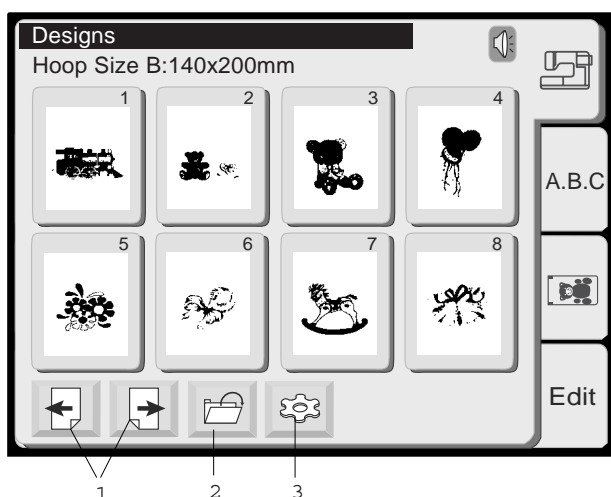 Designs
Hoop Size B:140x200mm
1 2 3 4
A.B.C
5 6 7 8
Edit
1 2 3